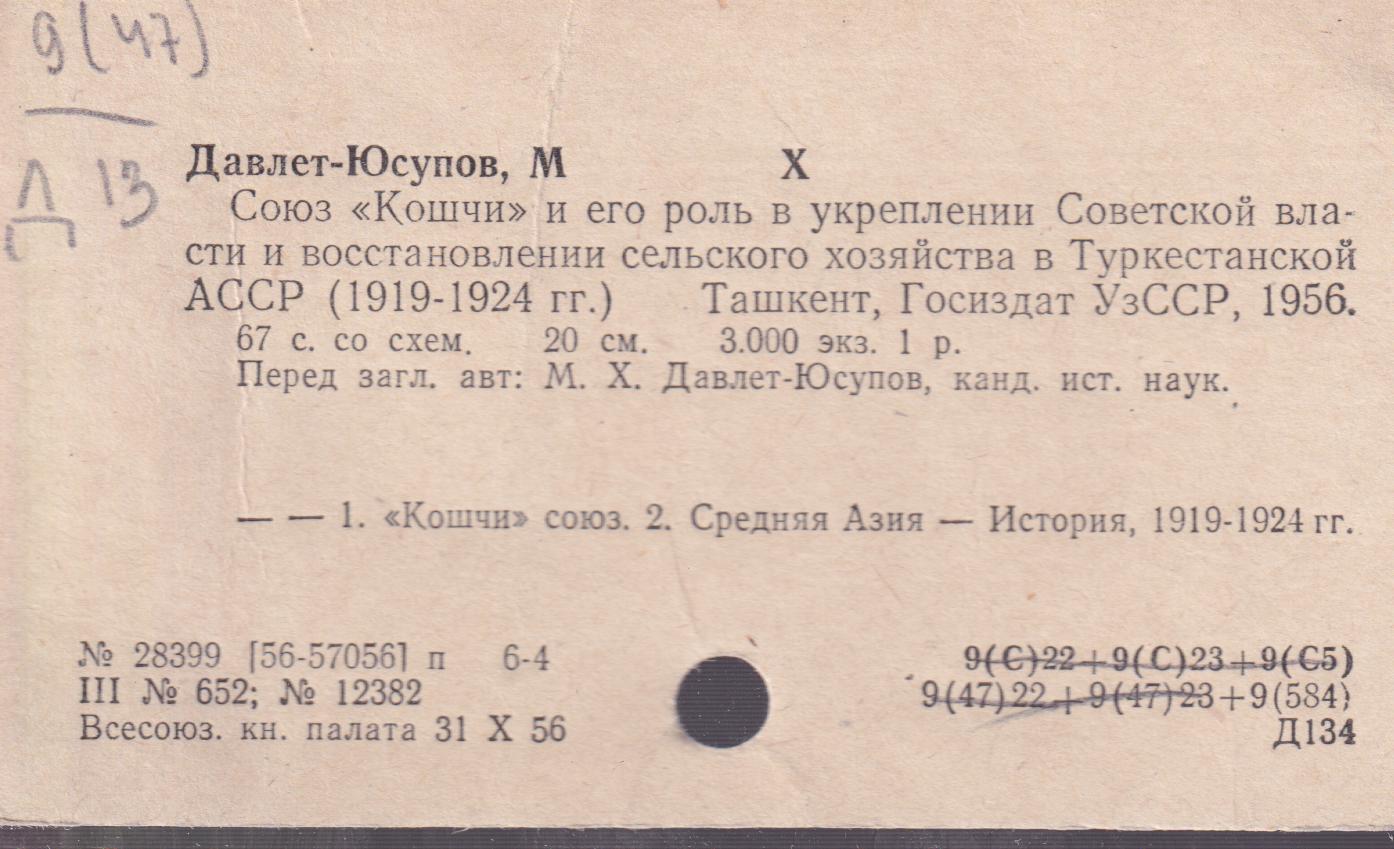 9(47)
Д 13
Давлет-Юсупов, М Х
Союз «Кошчи» и его роль в укреплении Советской вла-
сти и восстановлении сельского хозяйства в Туркестанской
АССР (1919-1924 гг.) Ташкент, Госиздат УзССР, 1956.
67 с. со схем. 20 см. 3.000 экз. 1 р.
Перед загл. авт: М. Х. Давлет-Юсупов, канд. ист. наук.
— — 1. «Кошчи» союз. 2. Средняя Азия — История, 1919-1924 гг.
№ 28399 [56-57056] п 6-4
9(С)22+9(С)23+9(С5)
III № 652; № 12382
9(47)22+9(47)23+9(584)
Всесоюз. кн. палата 31 X 56
Д134